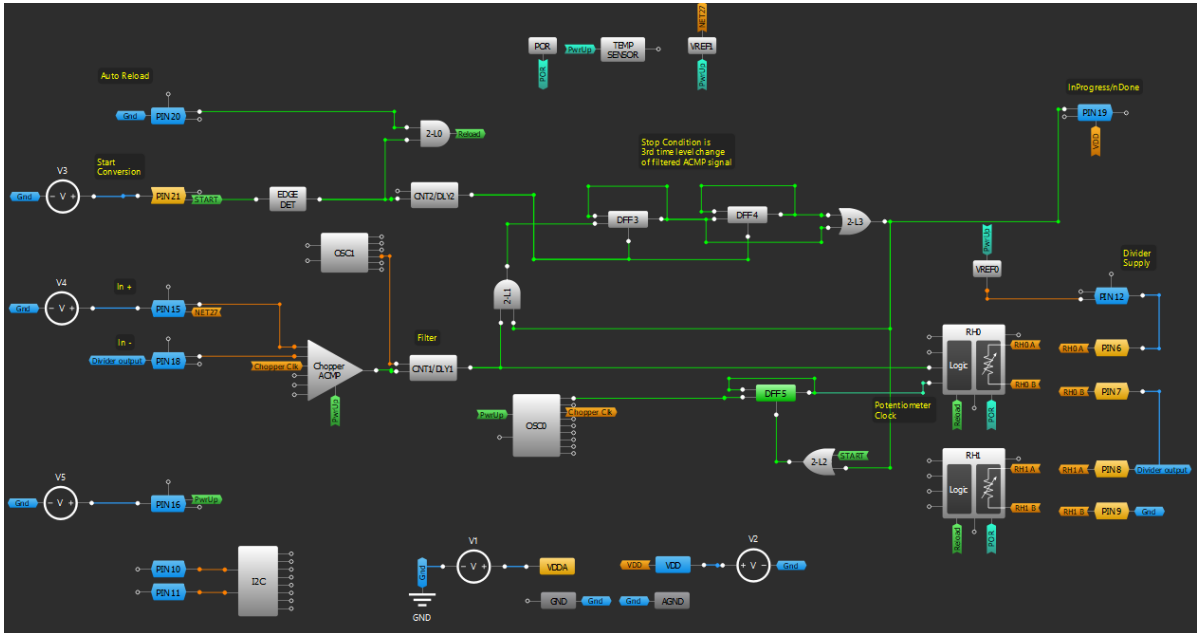 NET27
POR
PwrUp
TEMP
SENSOR
VREF1
POR
PwrUp
Auto Reload
InProgress/nDone
Gnd
PIN 20
2-L0
Reload
PIN 19
VDD
Stop Condition is
3rd time level change
of filtered ACMP signal
V3
Start
Conversion
Gnd
- V +
PIN 21
START
EDGE
DET
CNT2/DLY2
DFF 3
DFF 4
2-L3
OSC1
PwrUp
VREF0
Divider
Supply
PIN 12
V4
In +
Gnd
- V +
PIN 15
NET27
2-L1
In -
Divider output
PIN 18
Chopper Clk
Chopper
ACMP
PwrUp
Filter
CNT1/DLY1
RH0
Logic
RH0 A
RH0 B
Reload
POR
RH0 A
PIN 6
RH0 B
PIN 7
PwrUp
OSC0
Chopper Clk
DFF 5
Potentiometer
Clock
START
2-L2
RH1
Logic
RH1 A
RH1 B
Reload
POR
RH1 A
PIN 8
Divider output
RH1 B
PIN 9
Gnd
V5
Gnd
- V +
PIN 16
PwrUp
PIN 10
PIN 11
I2C
V1
Gnd
- V +
VDDA
GND
V2
VDD
VDD
+ V -
Gnd
GND
Gnd
Gnd
AGND